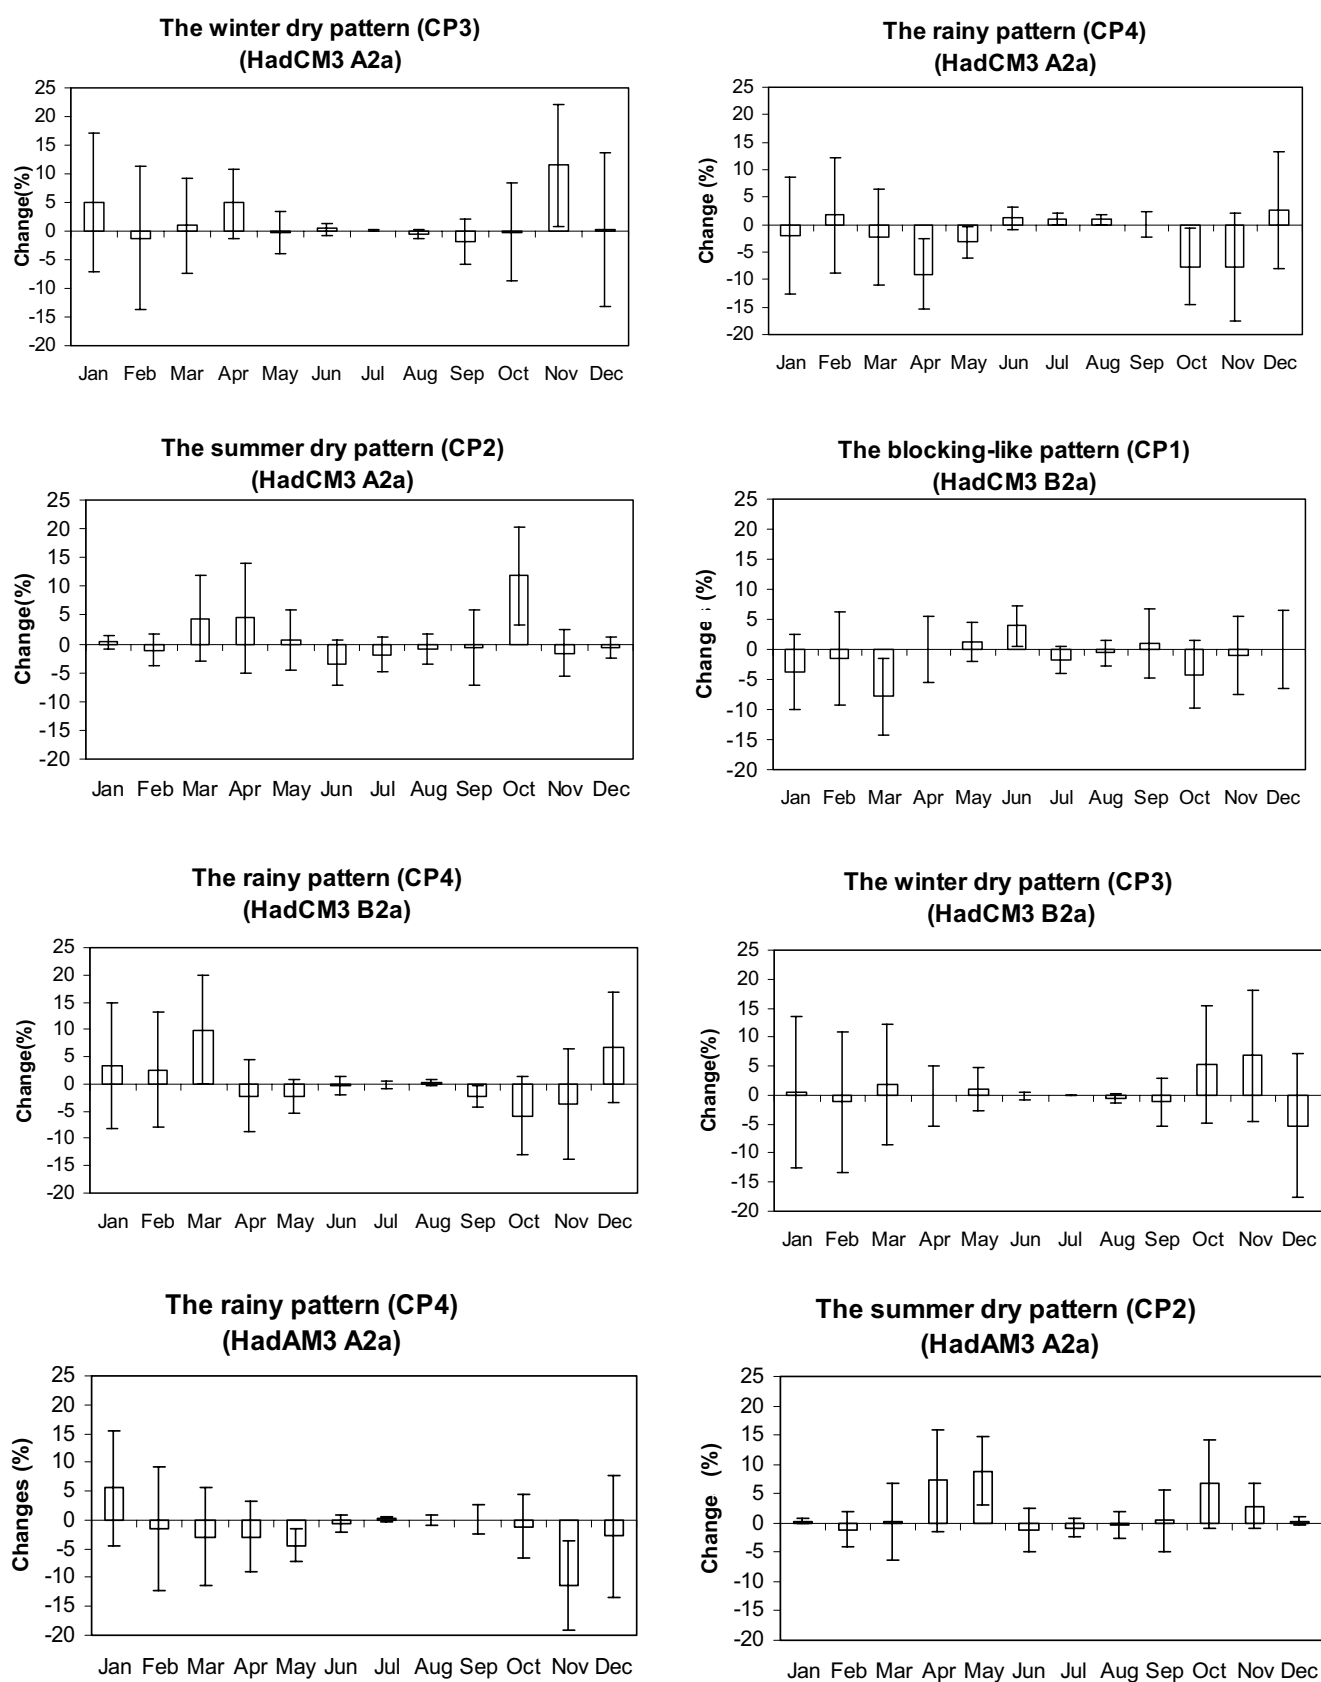 The winter dry pattern (CP3)
(HadCM3 A2a)
Change(%)
25
20
15
10
5
0
-5
-10
-15
-20
Jan Feb Mar Apr May Jun Jul Aug Sep Oct Nov Dec
The rainy pattern (CP4)
(HadCM3 A2a)
Change (%)
25
20
15
10
5
0
-5
-10
-15
-20
Jan Feb Mar Apr May Jun Jul Aug Sep Oct Nov Dec
The summer dry pattern (CP2)
(HadCM3 A2a)
Change(%)
25
20
15
10
5
0
-5
-10
-15
-20
Jan Feb Mar Apr May Jun Jul Aug Sep Oct Nov Dec
The blocking-like pattern (CP1)
(HadCM3 B2a)
Changes (%)
25
20
15
10
5
0
-5
-10
-15
-20
Jan Feb Mar Apr May Jun Jul Aug Sep Oct Nov Dec
The rainy pattern (CP4)
(HadCM3 B2a)
Change(%)
25
20
15
10
5
0
-5
-10
-15
-20
Jan Feb Mar Apr May Jun Jul Aug Sep Oct Nov Dec
The winter dry pattern (CP3)
(HadCM3 B2a)
Change(%)
25
20
15
10
5
0
-5
-10
-15
-20
Jan Feb Mar Apr May Jun Jul Aug Sep Oct Nov Dec
The rainy pattern (CP4)
(HadAM3 A2a)
Changes (%)
25
20
15
10
5
0
-5
-10
-15
-20
Jan Feb Mar Apr May Jun Jul Aug Sep Oct Nov Dec
The summer dry pattern (CP2)
(HadAM3 A2a)
Change (%)
25
20
15
10
5
0
-5
-10
-15
-20
Jan Feb Mar Apr May Jun Jul Aug Sep Oct Nov Dec